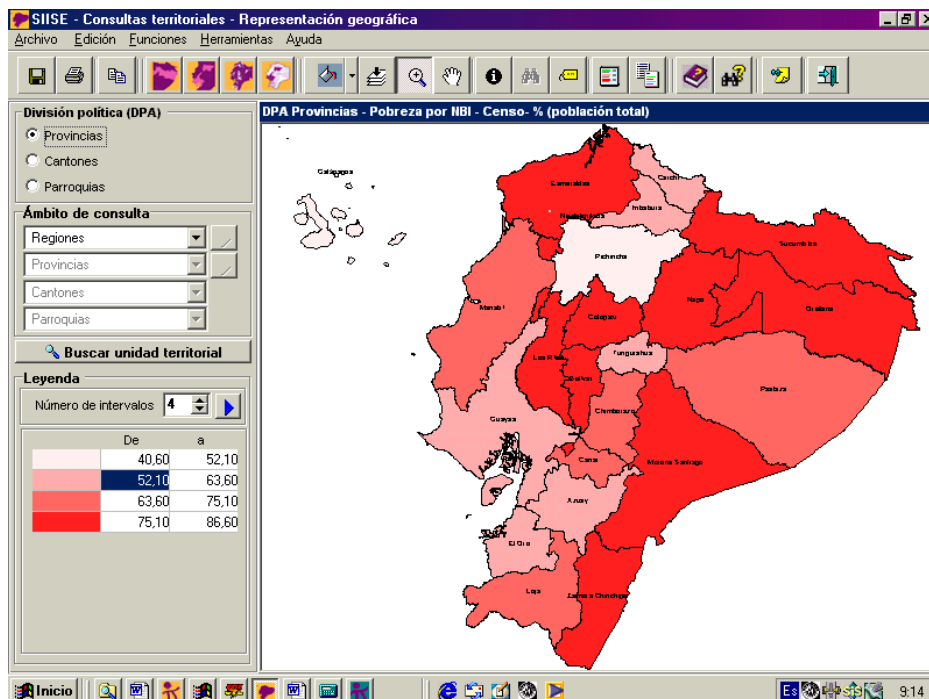 SIISE - Consultas territoriales - Representación geográfica
Archivo Edición Funciones Herramientas Ayuda
División política (DPA)
Provincias
Cantones
Parroquias
Ámbito de consulta
Regiones
Provincias
Cantones
Parroquias
Buscar unidad territorial
Leyenda
Número de intervalos 4
De a
40,60 52,10
52,10 63,60
63,60 75,10
75,10 86,60
DPA Provincias - Pobreza por NBI - Censo- % (población total)
Galápagos
Esmeraldas
Carchi
Imbabura
Sucumbios
Pichincha
Manabí
Napo
Orellana
Cotopaxi
Los Ríos
Tungurahua
Bolívar
Pastaza
Chimborazo
Guayas
Cañar
Morona Santiago
Azuay
El Oro
Loja
Zamora Chinchipe
Inicio
Es 9:14